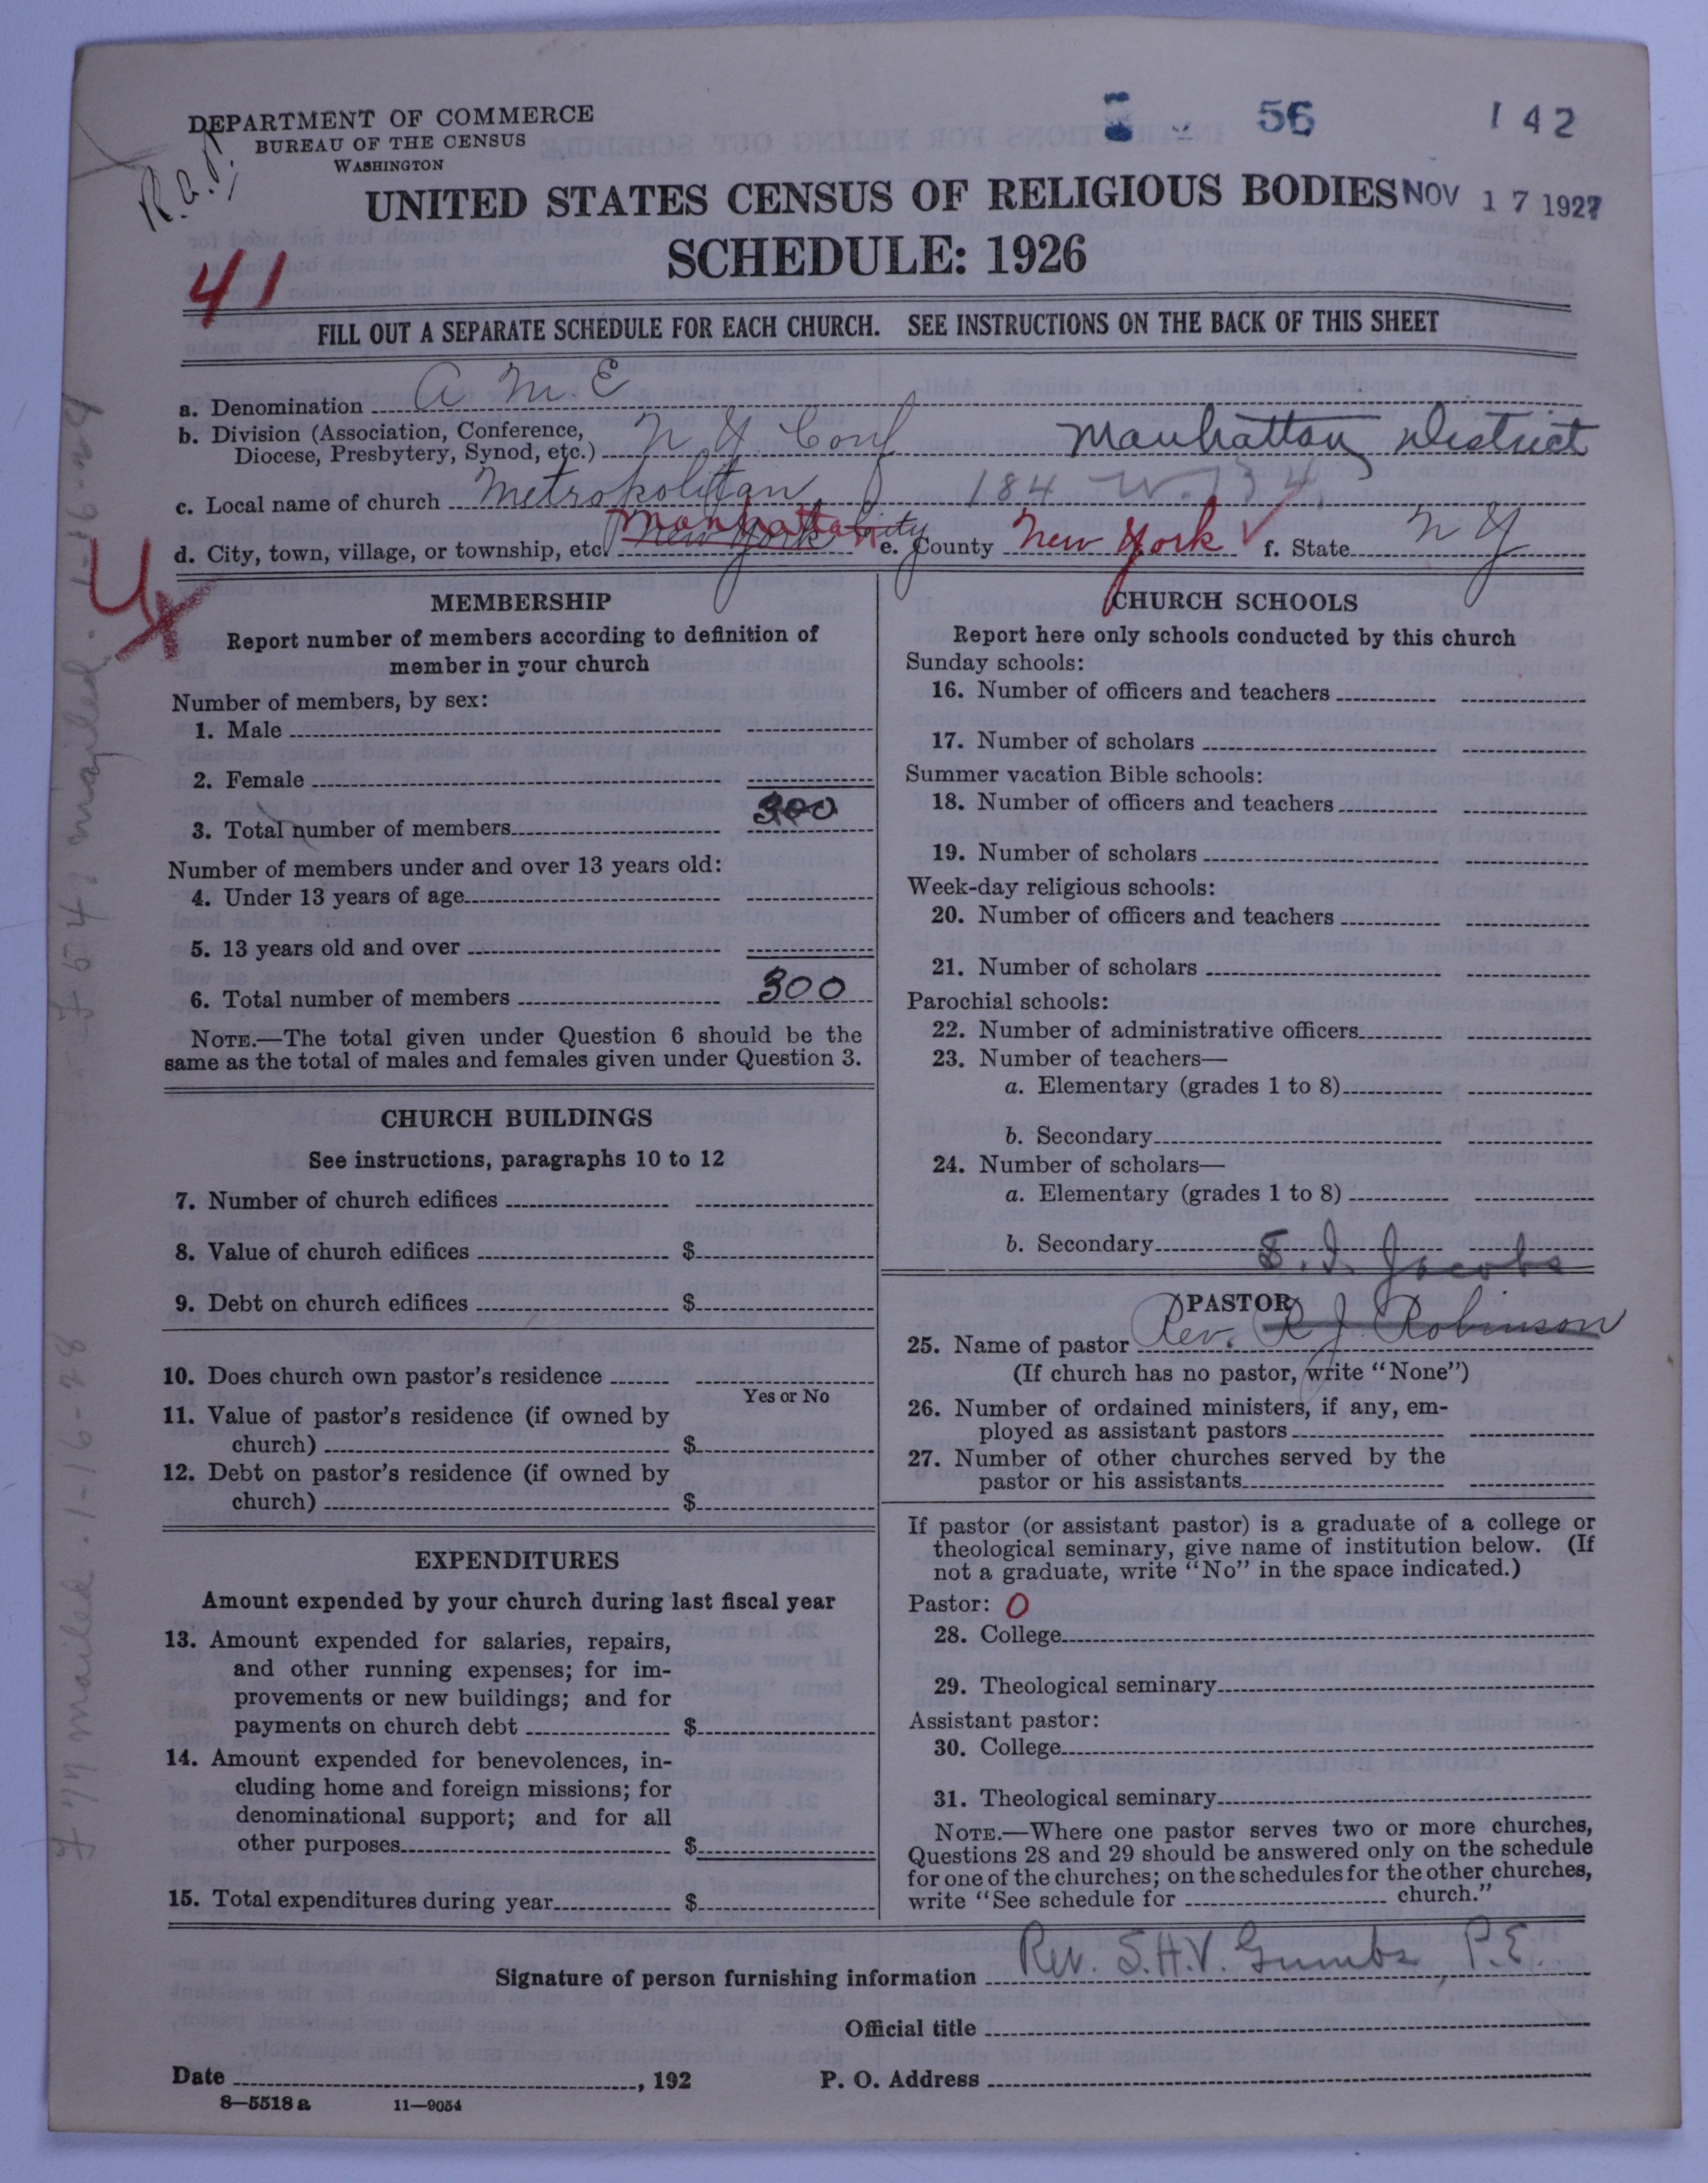 DEPARTMENT OF COMMERCE
BUREAU OF THE CENSUS
WASHINGTON
56
142
R.a.P.
UNITED STATES CENSUS OF RELIGIOUS BODIES
NOV 17 1927
SCHEDULE: 1926
41
FILL OUT A SEPARATE SCHEDULE FOR EACH CHURCH. SEE INSTRUCTIONS ON THE BACK OF THIS SHEET
a. Denomination A M E
b. Division (Association, Conference,
Diocese, Presbytery, Synod, etc.) N Y Conf Manhattan District
c. Local name of church Metropolitan 184 W. 134
d. City, town, village, or township, etc. New York City Manhattan e. County New York f. State N Y
MEMBERSHIP
Report number of members according to definition of
member in your church
Number of members, by sex:
1. Male
2. Female
3. Total number of members 300
Number of members under and over 13 years old:
4. Under 13 years of age
5. 13 years old and over
6. Total number of members 300
NOTE.—The total given under Question 6 should be the
same as the total of males and females given under Question 3.
CHURCH BUILDINGS
See instructions, paragraphs 10 to 12
7. Number of church edifices
8. Value of church edifices $
9. Debt on church edifices $
10. Does church own pastor's residence
Yes or No
11. Value of pastor's residence (if owned by
church) $
12. Debt on pastor's residence (if owned by
church) $
EXPENDITURES
Amount expended by your church during last fiscal year
13. Amount expended for salaries, repairs,
and other running expenses; for im-
provements or new buildings; and for
payments on church debt $
14. Amount expended for benevolences, in-
cluding home and foreign missions; for
denominational support; and for all
other purposes $
15. Total expenditures during year $
CHURCH SCHOOLS
Report here only schools conducted by this church
Sunday schools:
16. Number of officers and teachers
17. Number of scholars
Summer vacation Bible schools:
18. Number of officers and teachers
19. Number of scholars
Week-day religious schools:
20. Number of officers and teachers
21. Number of scholars
Parochial schools:
22. Number of administrative officers
23. Number of teachers—
a. Elementary (grades 1 to 8)
b. Secondary
24. Number of scholars—
a. Elementary (grades 1 to 8)
b. Secondary
S. I. Jacobs
PASTOR
25. Name of pastor Rev. R J. Robinson
(If church has no pastor, write "None")
26. Number of ordained ministers, if any, em-
ployed as assistant pastors
27. Number of other churches served by the
pastor or his assistants
If pastor (or assistant pastor) is a graduate of a college or
theological seminary, give name of institution below. (If
not a graduate, write "No" in the space indicated.)
Pastor: 0
28. College
29. Theological seminary
Assistant pastor:
30. College
31. Theological seminary
NOTE.—Where one pastor serves two or more churches,
Questions 28 and 29 should be answered only on the schedule
for one of the churches; on the schedules for the other churches,
write "See schedule for church."
Signature of person furnishing information Rev. S.H.V. Gumbs, P.E.
Official title
Date , 192
P. O. Address
8—5518a 11—9054
mailed. 1-16-28
mailed. 1-16-29